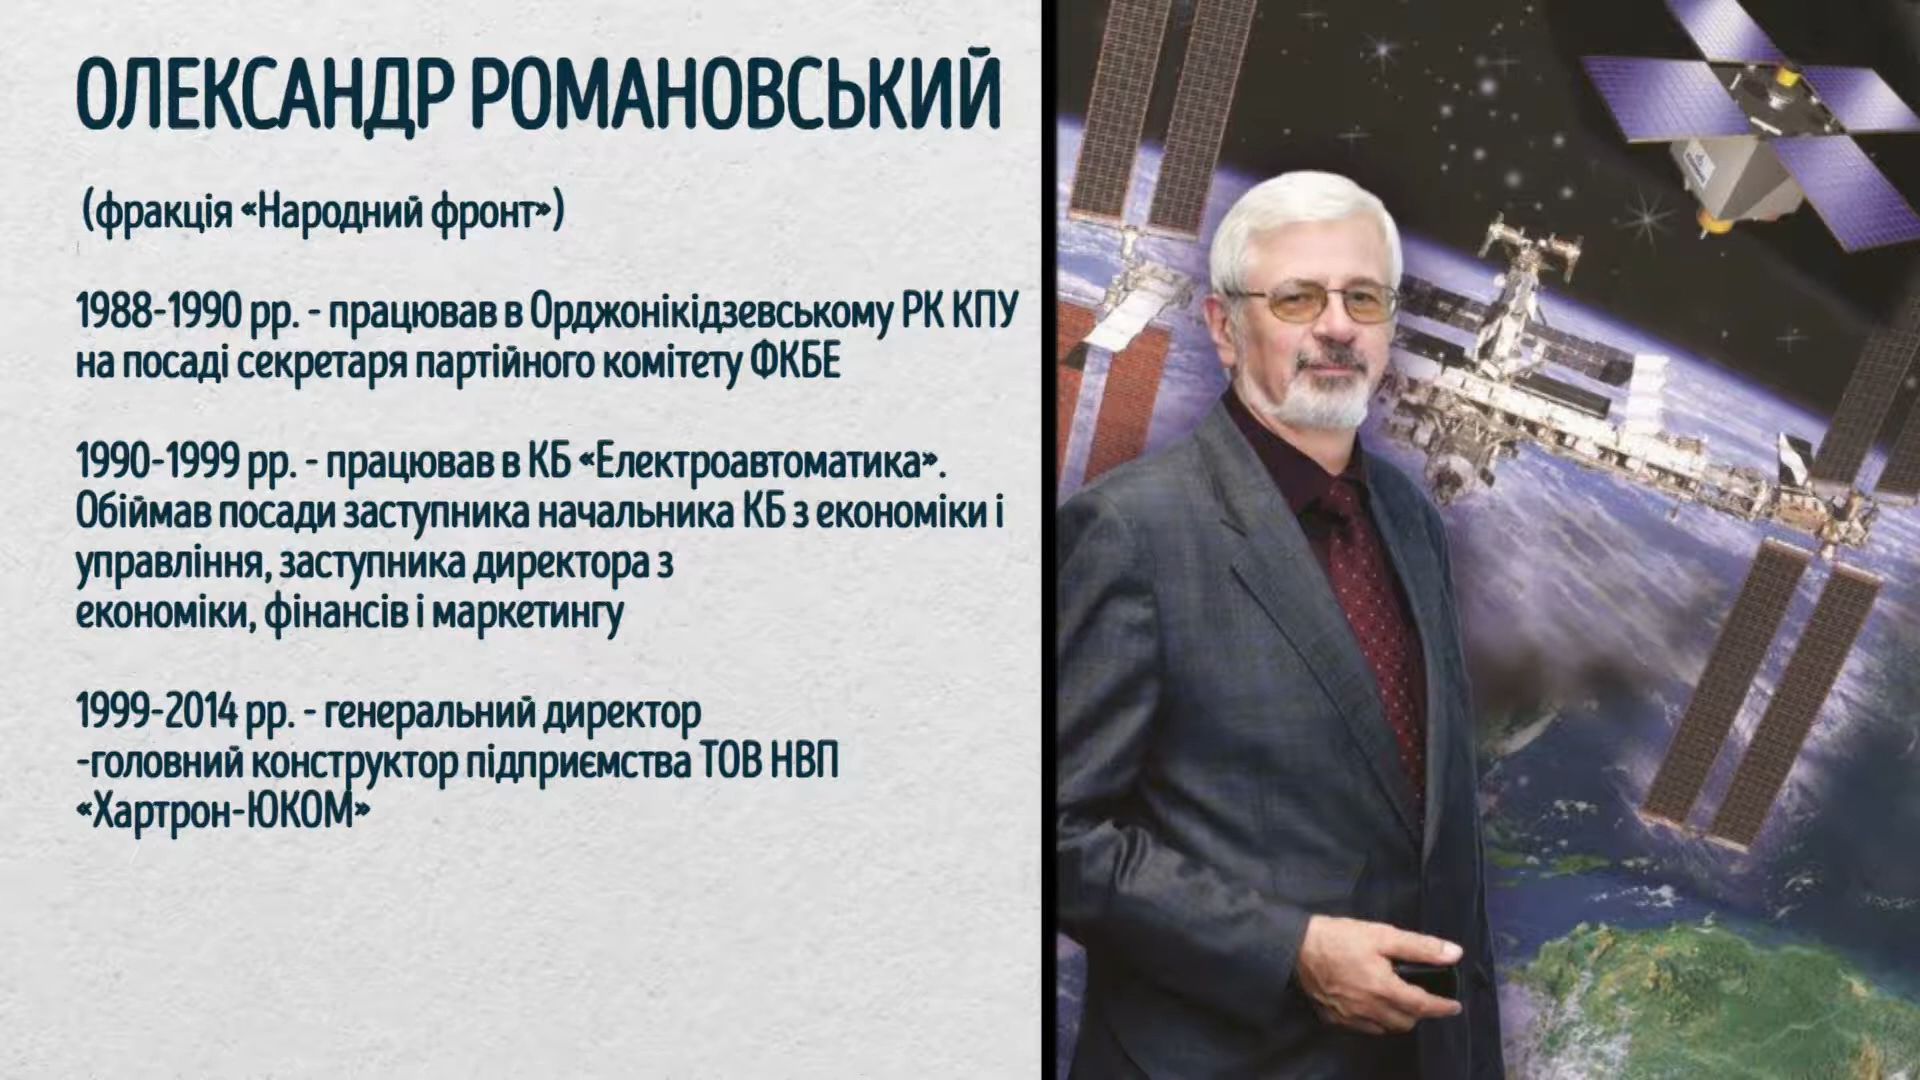 ОЛЕКСАНДР РОМАНОВСЬКИЙ
(фракція «Народний фронт»)
1988-1990 рр. - працював в Орджонікідзевському РК КПУ
на посаді секретаря партійного комітету ФКБЕ
1990-1999 рр. - працював в КБ «Електроавтоматика».
Обіймав посади заступника начальника КБ з економіки і
управління, заступника директора з
економіки, фінансів і маркетингу
1999-2014 рр. - генеральний директор
-головний конструктор підприємства ТОВ НВП
«Хартрон-ЮКОМ»